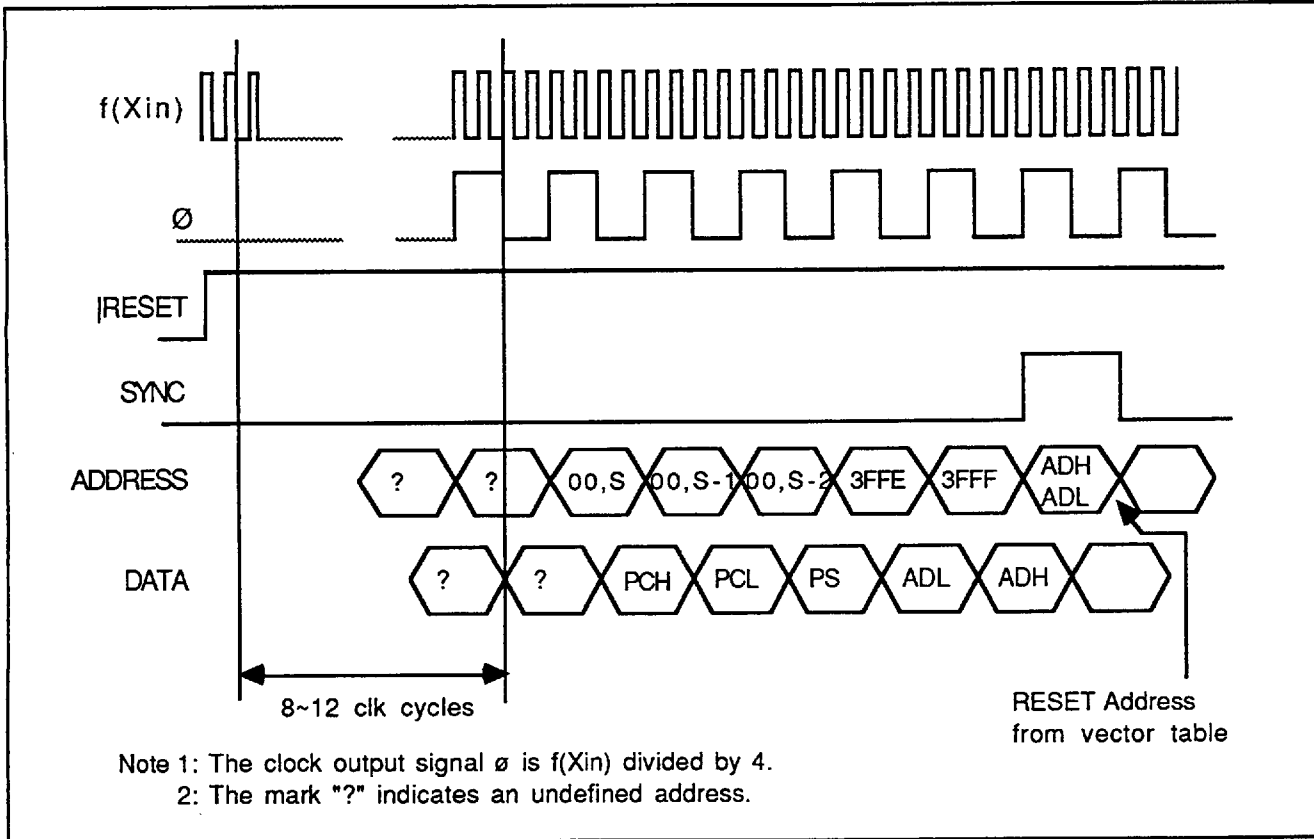 f(Xin)
Ø
|RESET
SYNC
ADDRESS ? ? 00,S 00,S-1 00,S-2 3FFE 3FFF ADH ADL
DATA ? ? PCH PCL PS ADL ADH
8~12 clk cycles
RESET Address
from vector table
Note 1: The clock output signal ø is f(Xin) divided by 4.
2: The mark "?" indicates an undefined address.